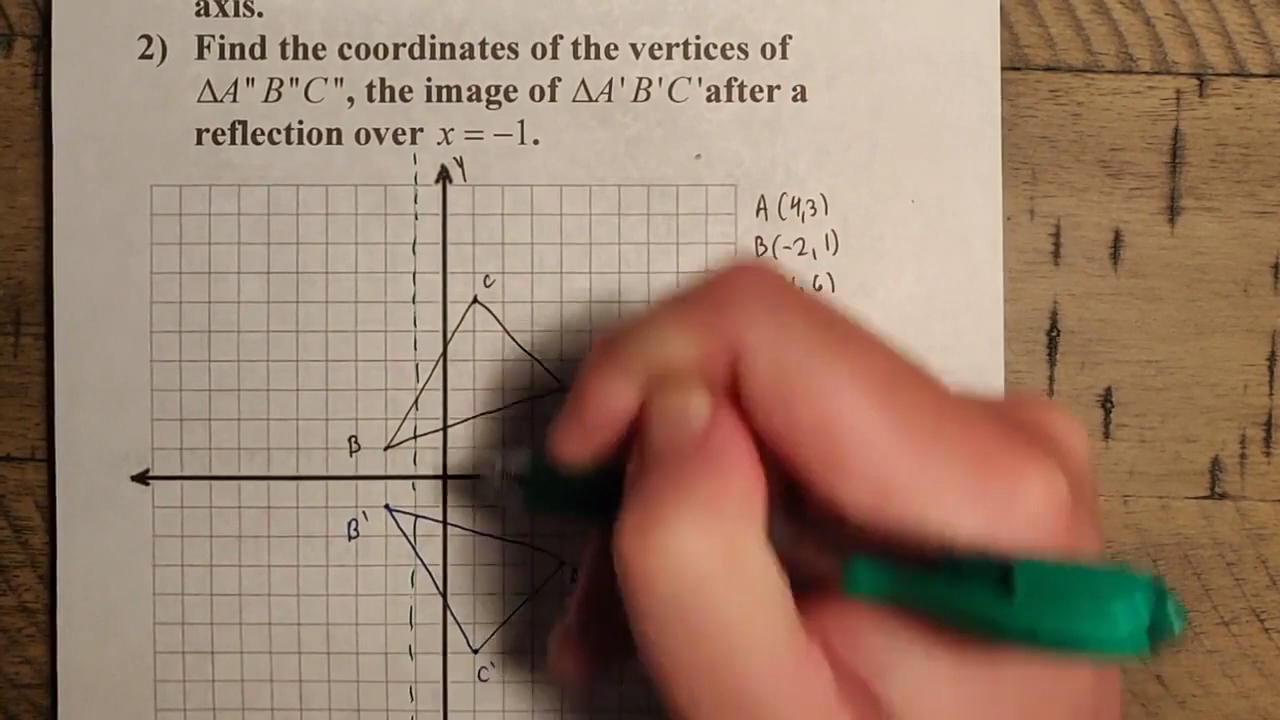 axis.
2) Find the coordinates of the vertices of
ΔA"B"C", the image of ΔA'B'C' after a
reflection over x = −1.
Y
A (4,3)
B(-2, 1)
, 6)
C
B
B'
C'